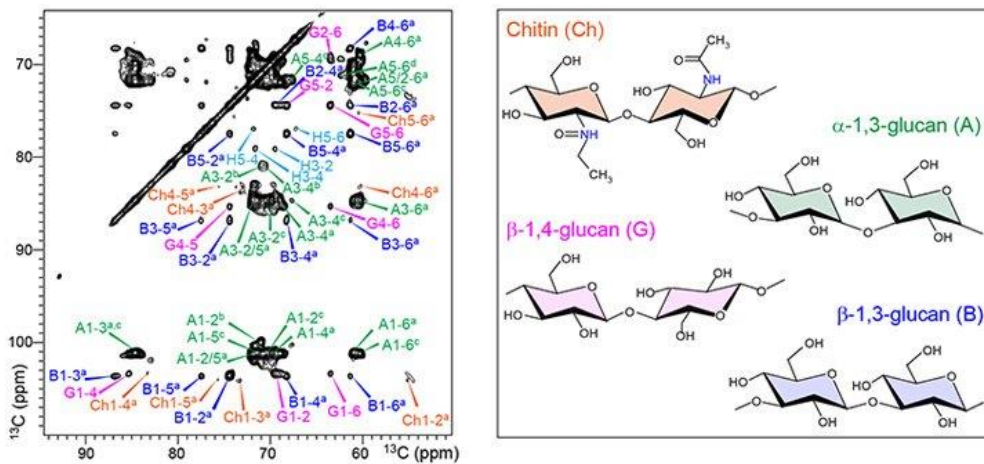 G2-6
B4-6ᵃ
A4-6ᵃ
A5-4ᶜ
A5-6ᵈ
B2-4ᵃ
A5/2-6ᵃ
G5-2
A5-6ᶜ
B2-6ᵃ
G5-6
Ch5-6ᵃ
H5-6
B5-2ᵃ
H5-4
B5-4ᵃ
B5-6ᵃ
H3-2
H3-4
A3-2ᵇ
A3-4ᵇ
Ch4-5ᵃ
Ch4-6ᵃ
Ch4-3ᵃ
A3-6ᵃ
A3-4ᶜ
B3-5ᵃ
G4-6
G4-5
A3-2ᶜ
A3-4ᵃ
B3-2ᵃ
A3-2/5ᵃ
B3-4ᵃ
B3-6ᵃ
A1-3ᵃ,ᶜ
A1-2ᵇ
A1-2ᶜ
A1-6ᵃ
A1-5ᶜ
A1-4ᵃ
A1-6ᶜ
A1-2/5ᵃ
B1-3ᵃ
B1-5ᵃ
B1-4ᵃ
G1-6
G1-4
Ch1-5ᵃ
Ch1-3ᵃ
B1-6ᵃ
Ch1-4ᵃ
B1-2ᵃ
G1-2
Ch1-2ᵃ
70
80
90
100
¹³C (ppm)
90
80
70
¹³C (ppm)
60
Chitin (Ch)
O
CH₃
OH
NH
HO
O
O
HO
O
O
O
HO
O
NH
OH
O
CH₃
α-1,3-glucan (A)
OH
OH
HO
O
HO
O
O
OH
O
OH
β-1,4-glucan (G)
OH
HO
OH
O
O
HO
O
O
OH
OH
OH
β-1,3-glucan (B)
OH
OH
HO
O
HO
O
O
O
OH
OH